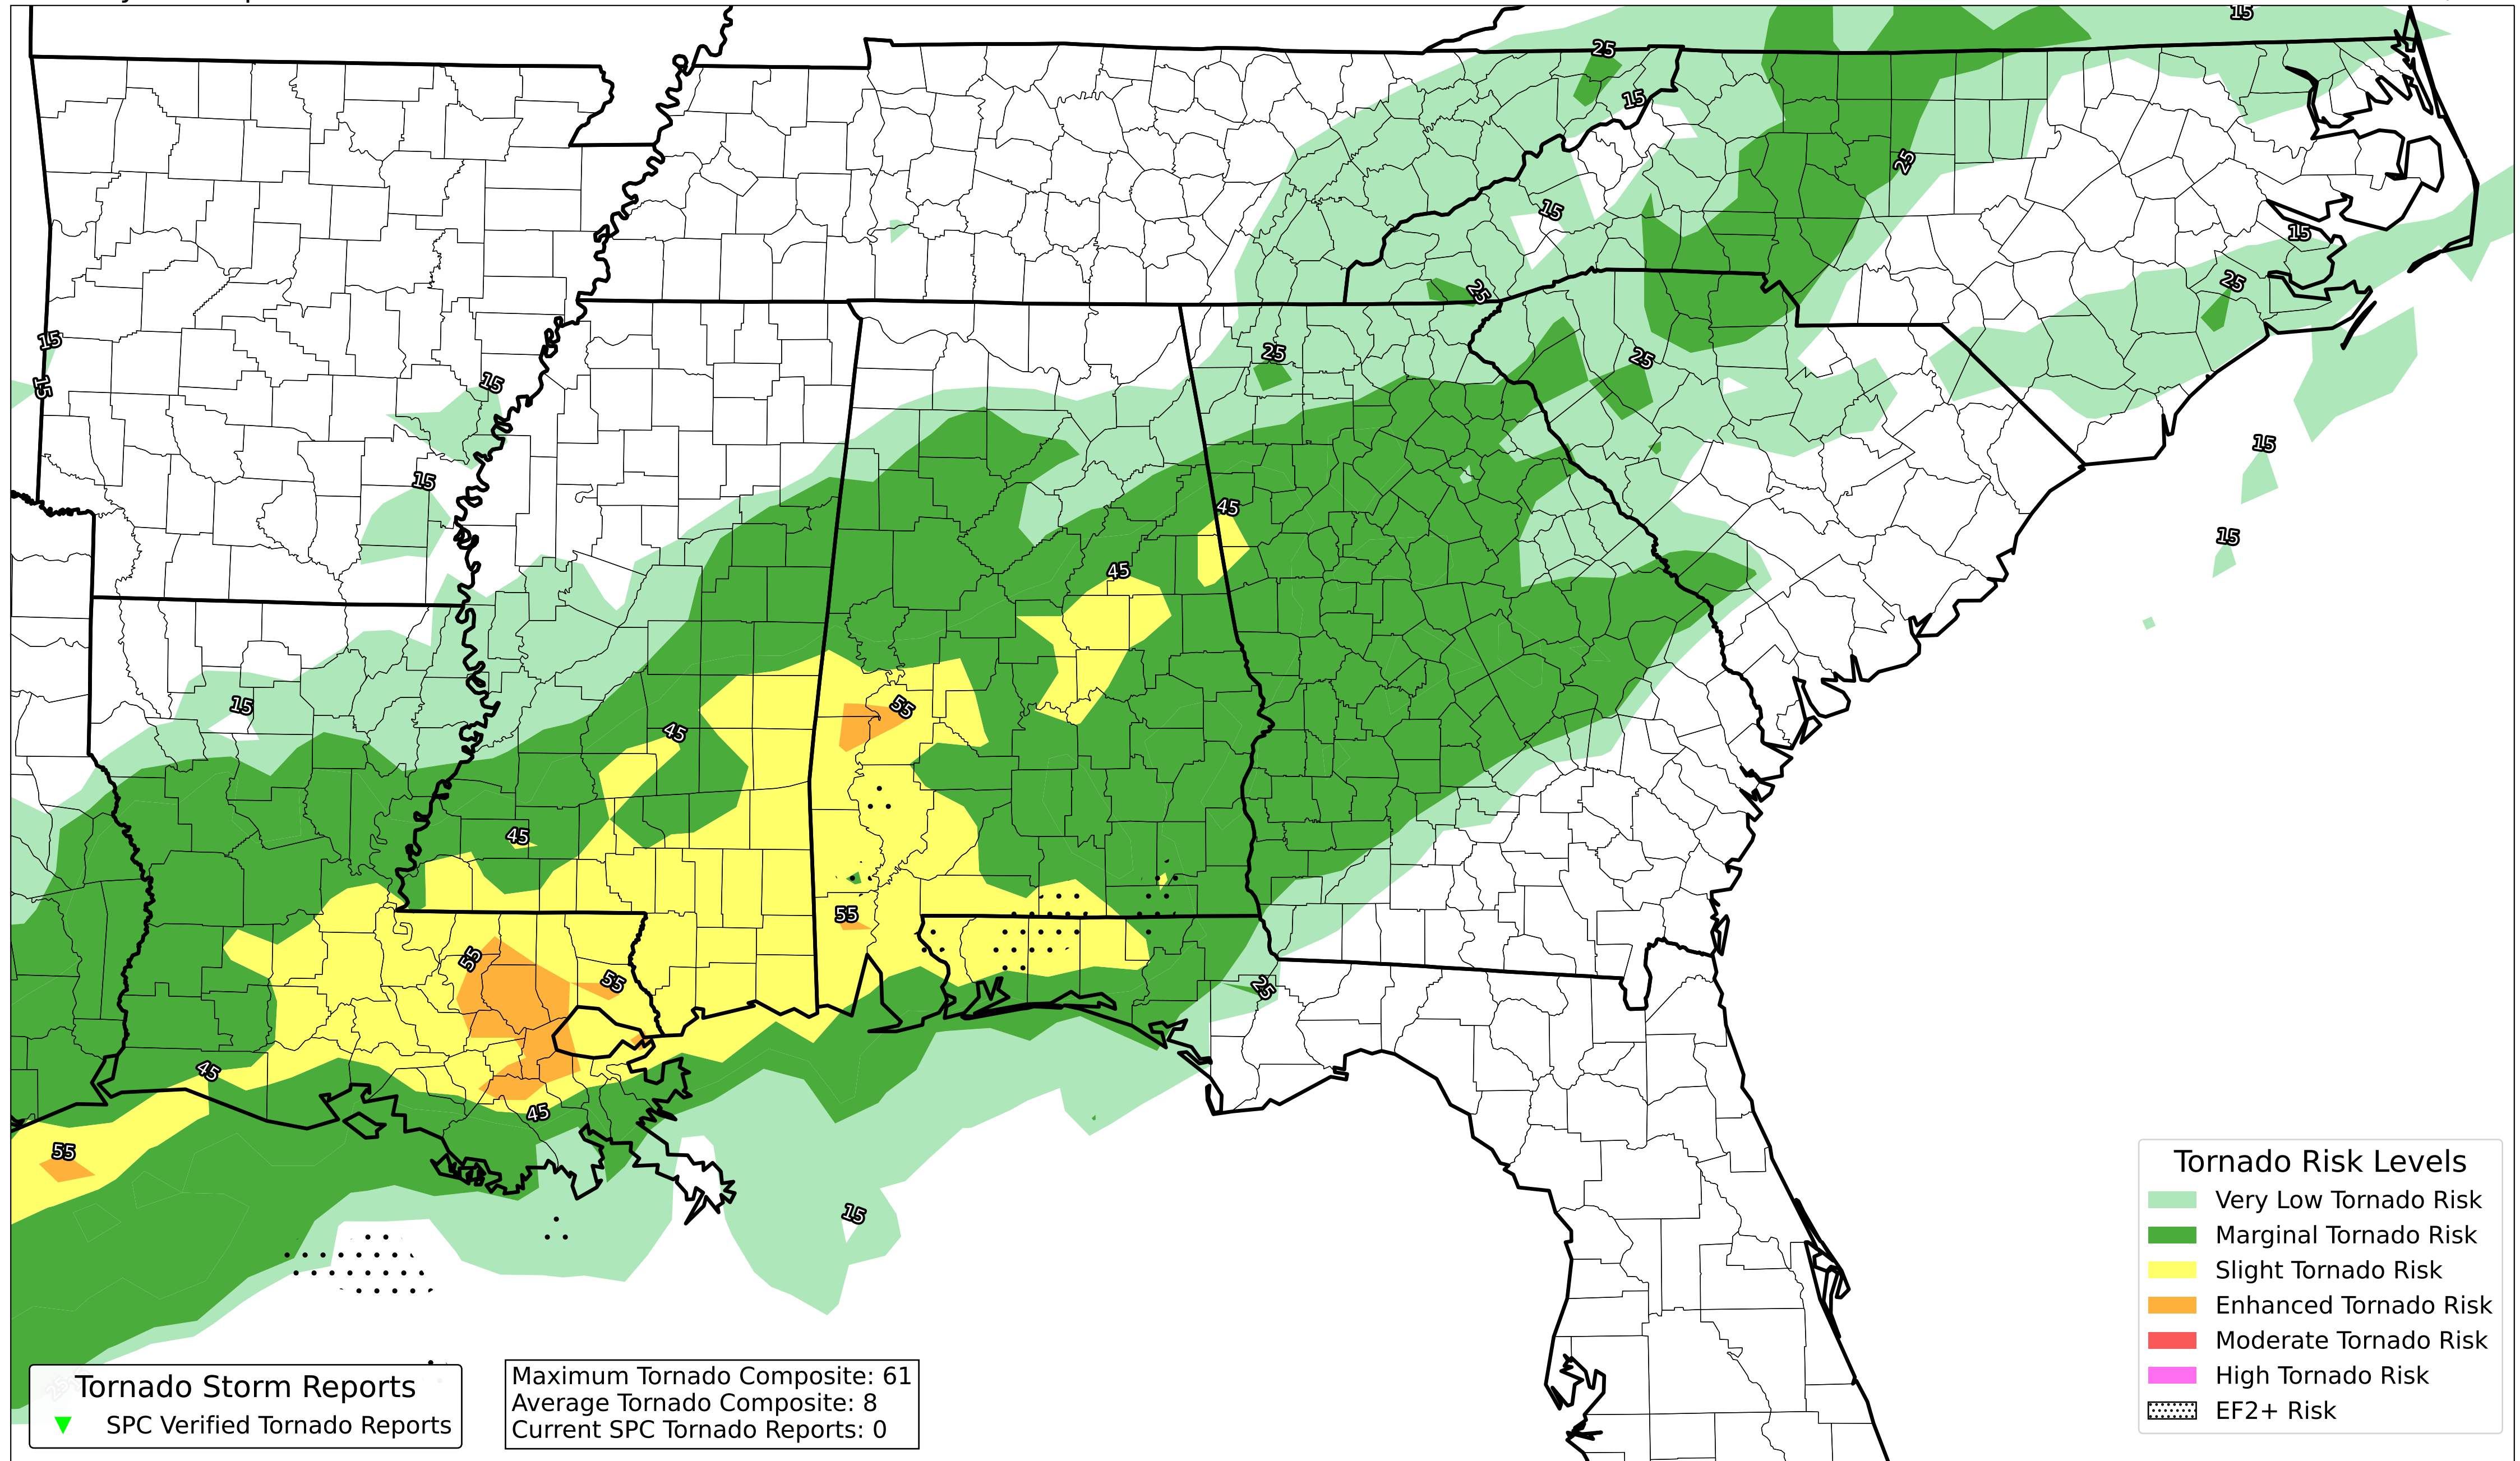 15
25
15
25
15
15
25
25
15
25
25
15
15
15
45
15
15
45
15
55
45
45
55
55
55
25
45
45
55
15
Tornado Risk Levels
Very Low Tornado Risk
Marginal Tornado Risk
Slight Tornado Risk
Enhanced Tornado Risk
Moderate Tornado Risk
High Tornado Risk
EF2+ Risk
Tornado Storm Reports
SPC Verified Tornado Reports
Maximum Tornado Composite: 61
Average Tornado Composite: 8
Current SPC Tornado Reports: 0